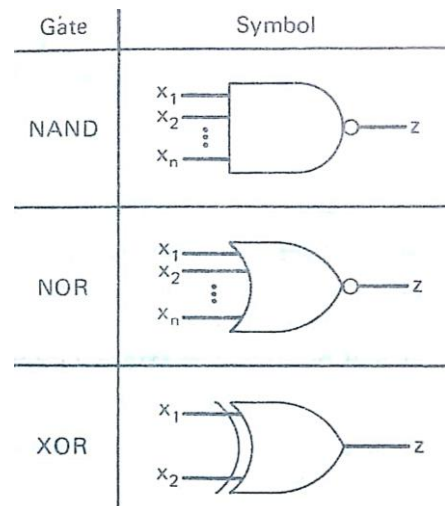 Gate Symbol
NAND
x₁
x₂
xₙ
z
NOR
x₁
x₂
xₙ
z
XOR
x₁
x₂
z